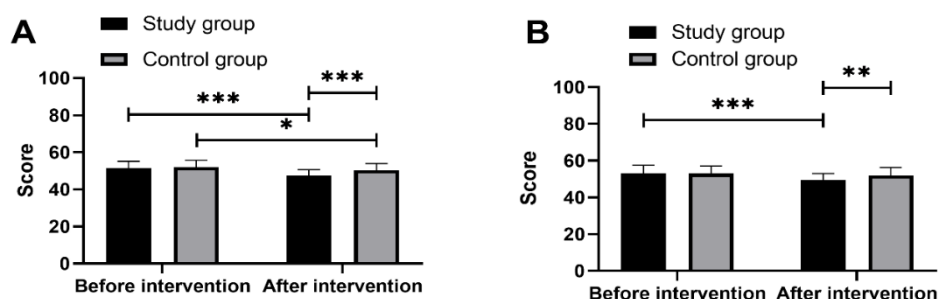 A
Study group
Control group
Score
100
80
60
40
20
0
***
***
*
Before intervention After intervention
B
Study group
Control group
Score
100
80
60
40
20
0
***
**
Before intervention After intervention